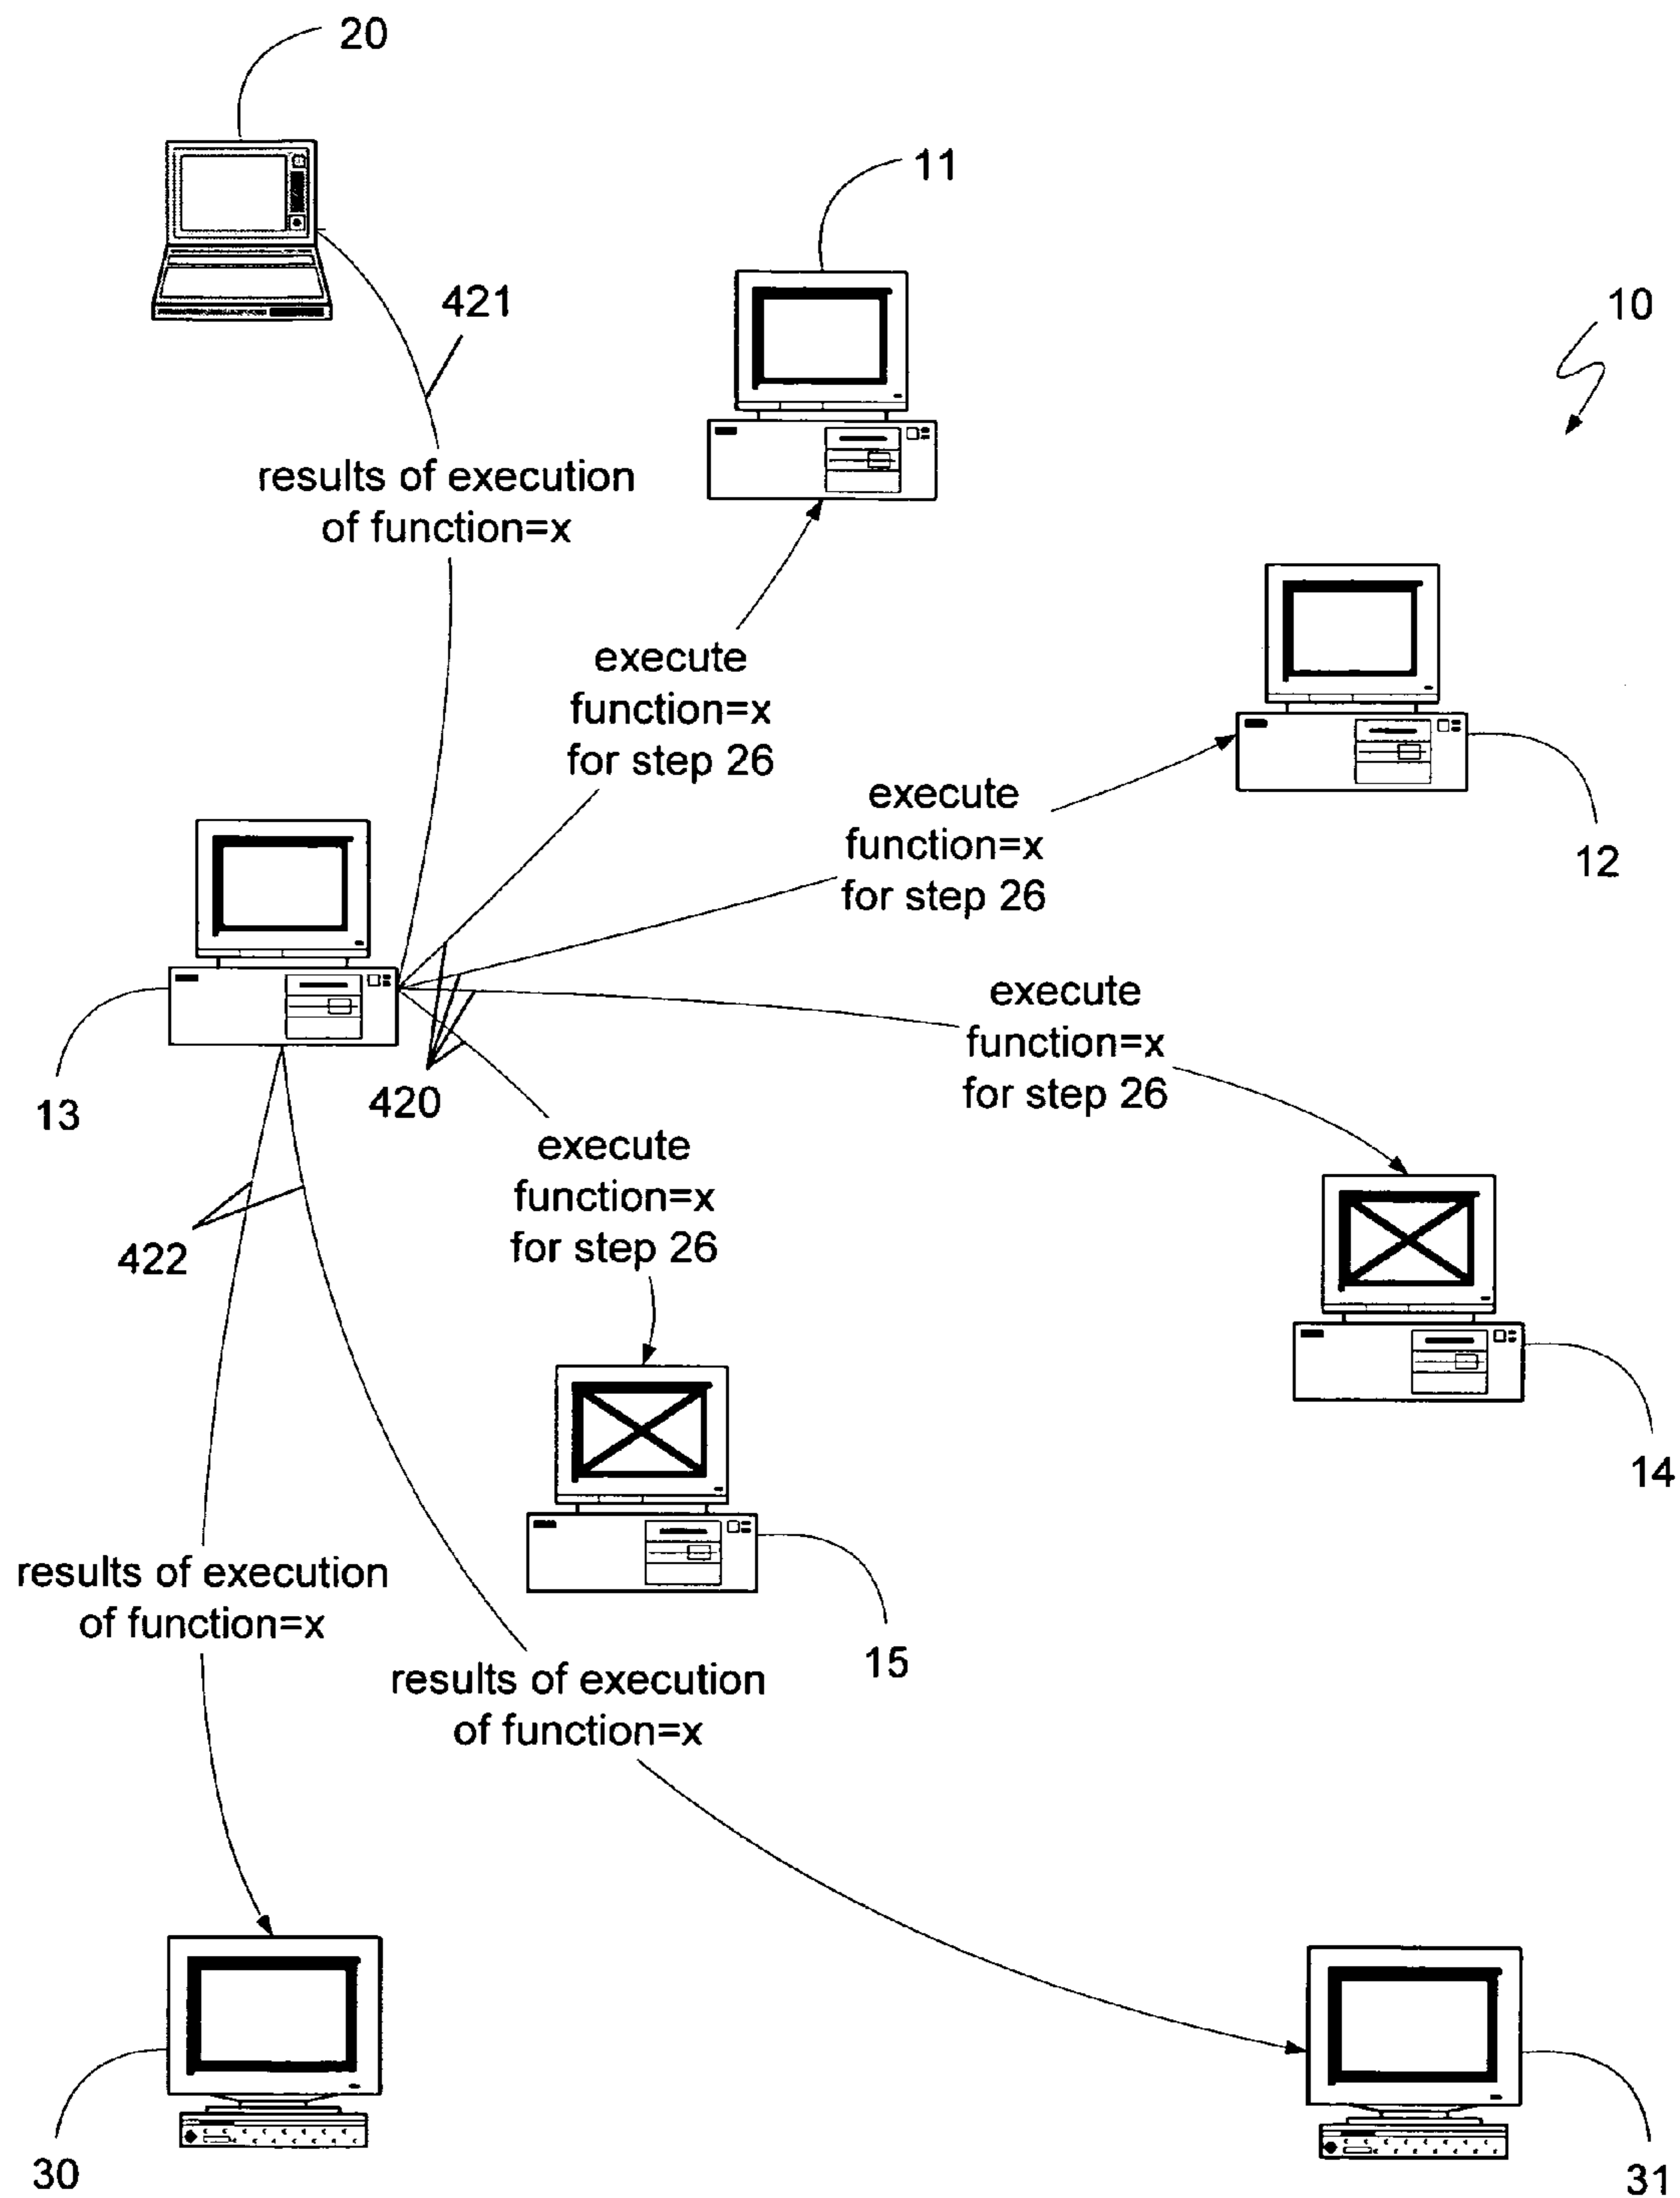 20
11
10
421
results of execution
of function=x
execute
function=x
for step 26
execute
function=x
for step 26
12
execute
function=x
for step 26
13
420
execute
function=x
for step 26
422
14
15
results of execution
of function=x
results of execution
of function=x
30
31